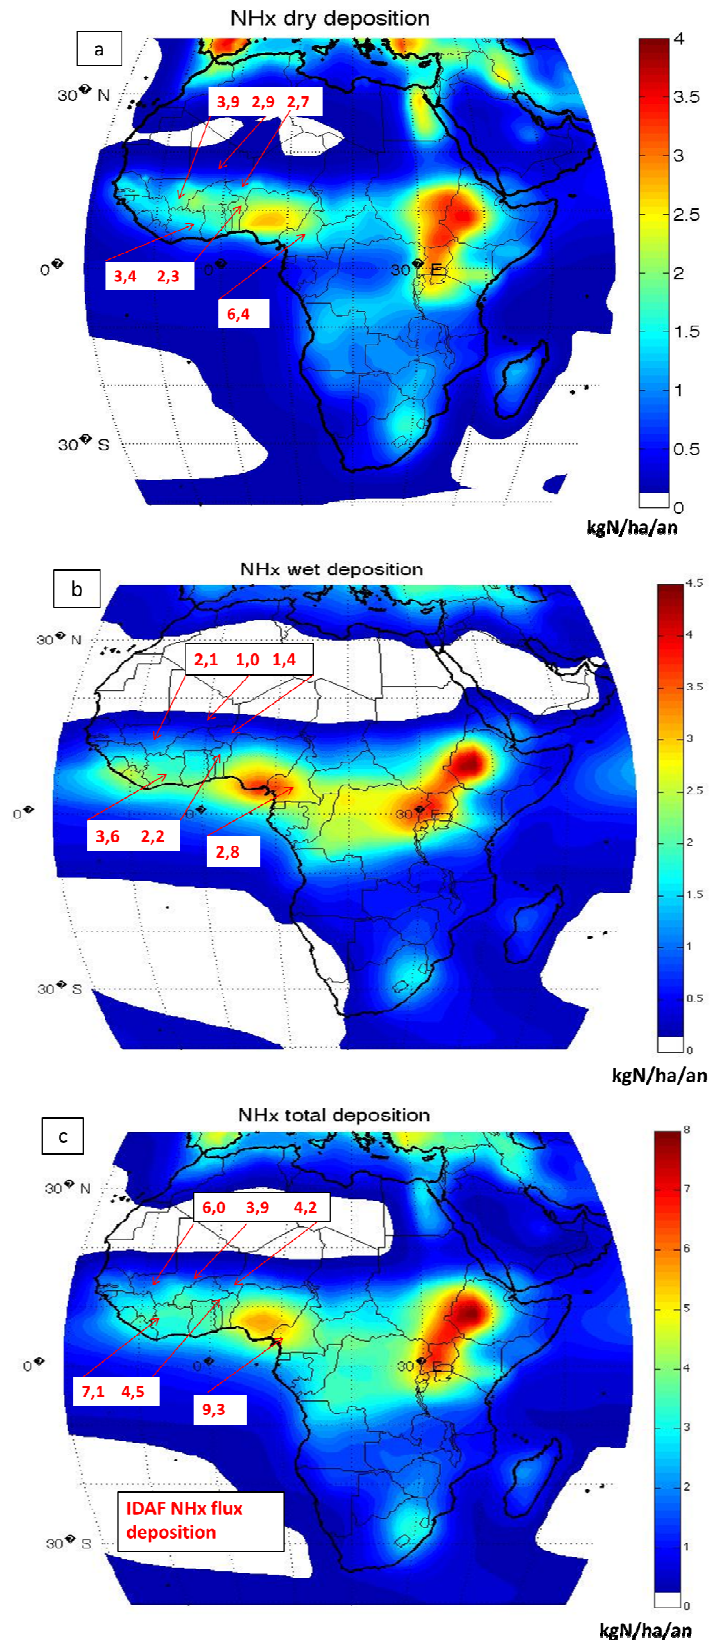 NHx dry deposition
a
4
30� N
3,9 2,9 2,7
3.5
3
2.5
0�
0�
30� E
3,4 2,3
2
6,4
1.5
1
30� S
0.5
0
kgN/ha/an
NHx wet deposition
b
4.5
30� N
4
2,1 1,0 1,4
3.5
3
2.5
0�
0�
30� E
3,6 2,2
2,8
2
1.5
1
30� S
0.5
0
kgN/ha/an
NHx total deposition
c
8
30� N
7
6,0 3,9 4,2
6
5
0�
0�
30� E
4
7,1 4,5
9,3
3
2
IDAF NHx flux
deposition
30� S
1
0
kgN/ha/an